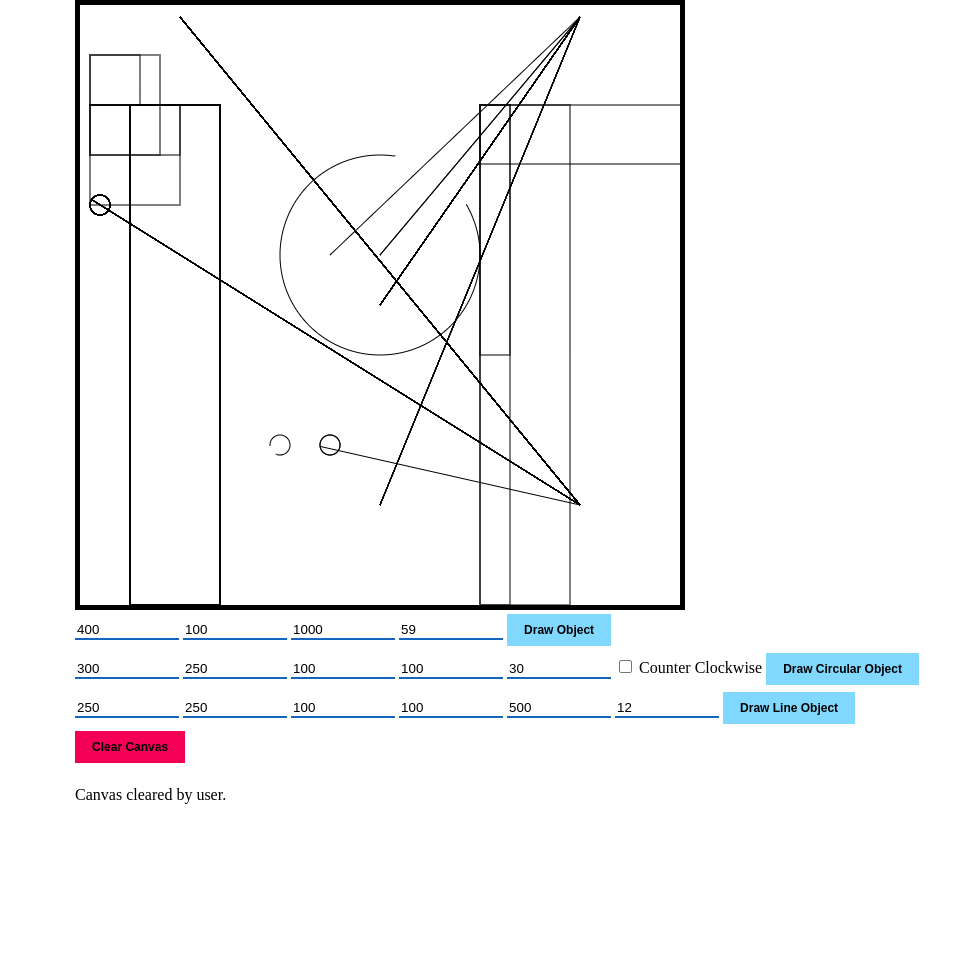 400 100 1000 59 Draw Object
300 250 100 100 30 Counter Clockwise Draw Circular Object
250 250 100 100 500 12 Draw Line Object
Clear Canvas
Canvas cleared by user.